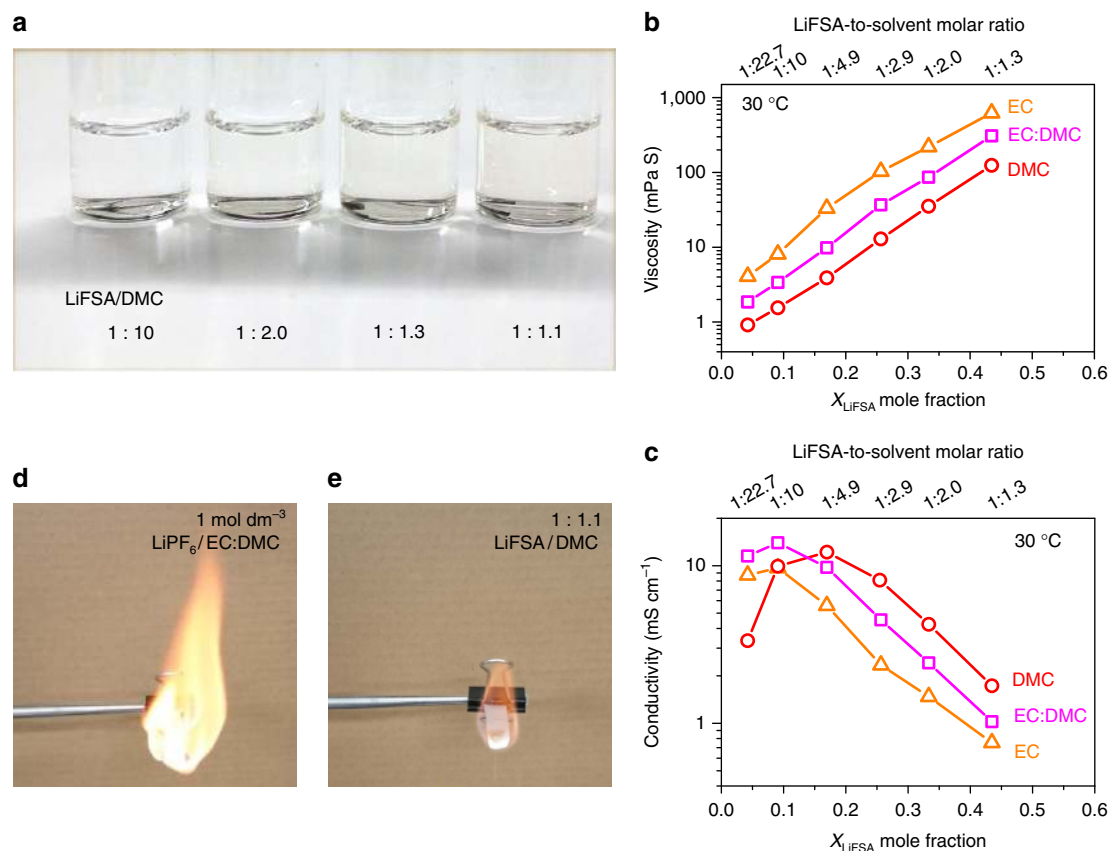 a
LiFSA/DMC
1 : 10
1 : 2.0
1 : 1.3
1 : 1.1
b
LiFSA-to-solvent molar ratio
1:22.7
1:10
1:4.9
1:2.9
1:2.0
1:1.3
30 °C
EC
EC:DMC
DMC
Viscosity (mPa S)
1,000
100
10
1
0.0 0.1 0.2 0.3 0.4 0.5 0.6
X_LiFSA mole fraction
d
1 mol dm⁻³
LiPF₆/EC:DMC
e
1 : 1.1
LiFSA/DMC
c
LiFSA-to-solvent molar ratio
1:22.7
1:10
1:4.9
1:2.9
1:2.0
1:1.3
30 °C
DMC
EC:DMC
EC
Conductivity (mS cm⁻¹)
10
1
0.0 0.1 0.2 0.3 0.4 0.5 0.6
X_LiFSA mole fraction